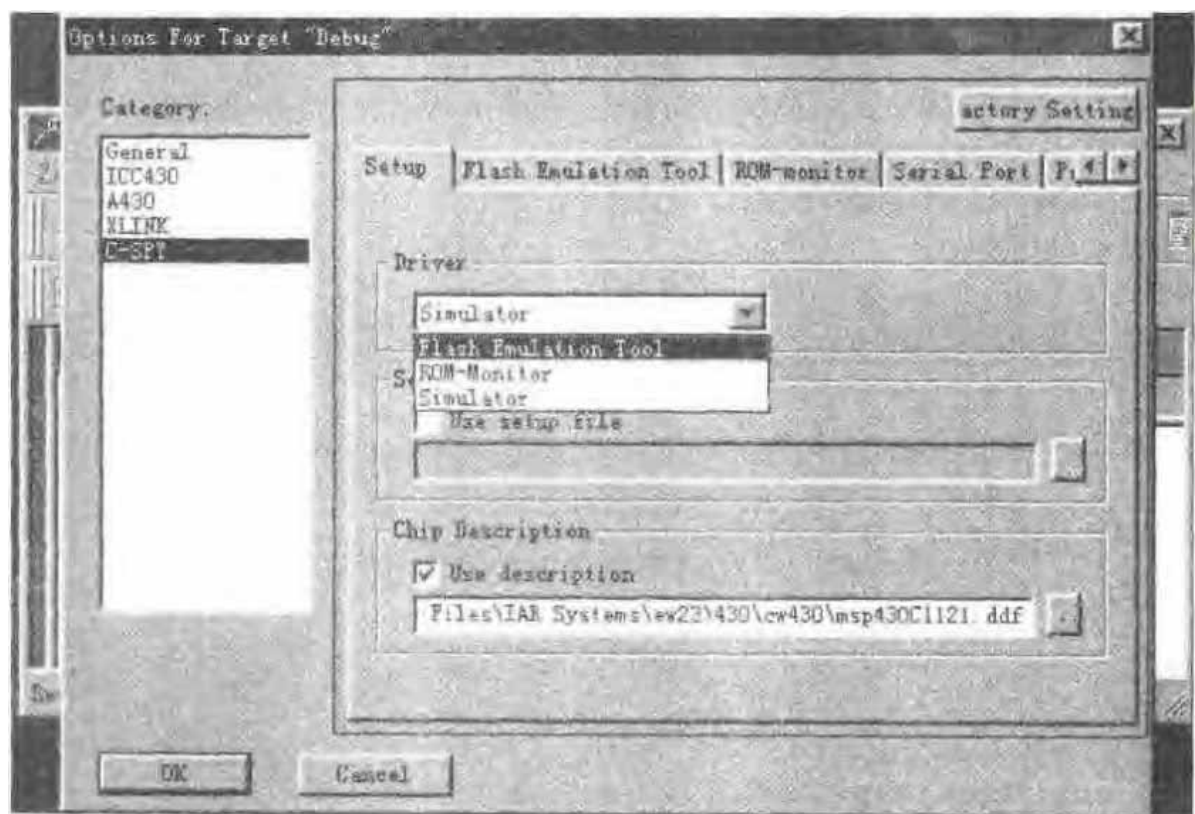 Options For Target "Debug"
Category:
General
ICC430
A430
XLINK
C-SPY
actory Setting
Setup
Flash Emulation Tool
ROM-monitor
Serial Port
Driver
Simulator
Flash Emulation Tool
ROM-Monitor
Simulator
Use setup file
Chip Description
Use description
Files\IAR Systems\ew23\430\cw430\msp430C1121.ddf
OK
Cancel